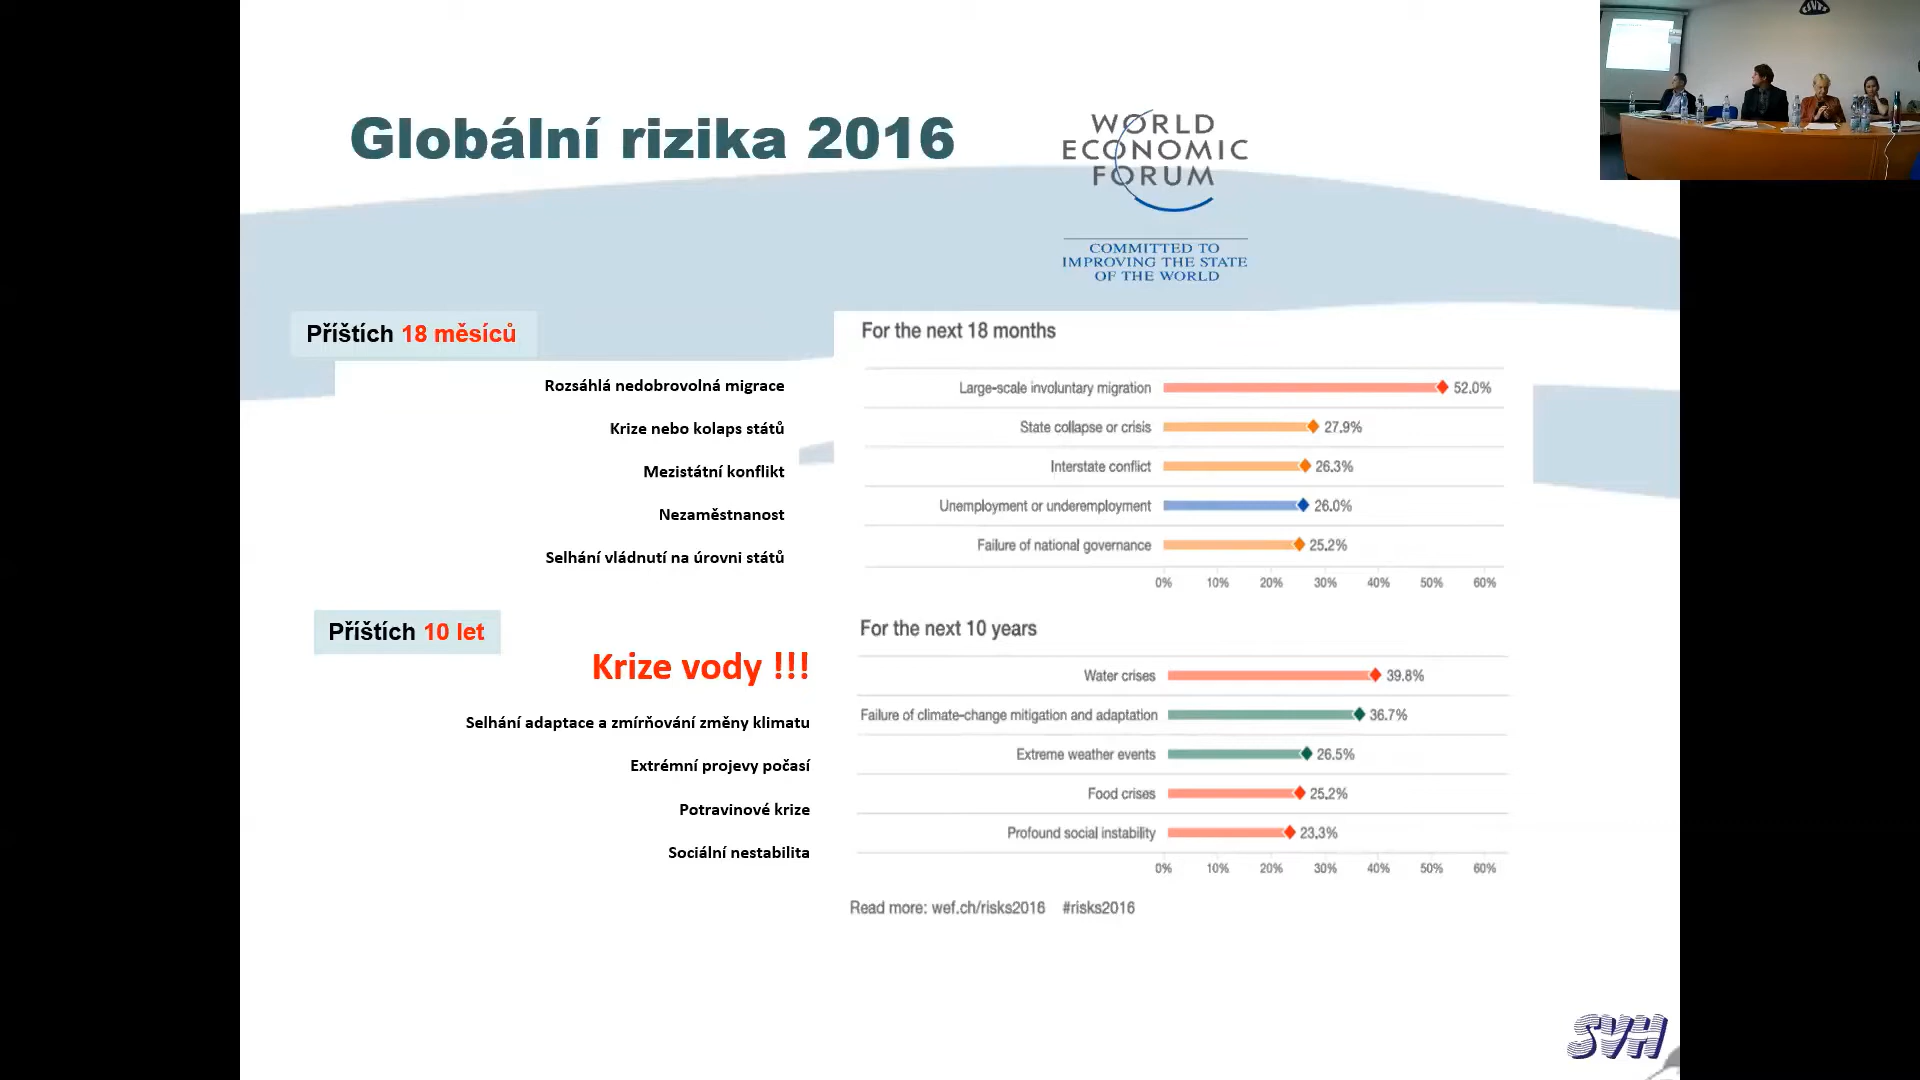 Globální rizika 2016
WORLD
ECONOMIC
FORUM
COMMITTED TO
IMPROVING THE STATE
OF THE WORLD
Příštích 18 měsíců
Rozsáhlá nedobrovolná migrace
Krize nebo kolaps států
Mezistátní konflikt
Nezaměstnanost
Selhání vládnutí na úrovni států
For the next 18 months
Large-scale involuntary migration 52.0%
State collapse or crisis 27.9%
Interstate conflict 26.3%
Unemployment or underemployment 26.0%
Failure of national governance 25.2%
0% 10% 20% 30% 40% 50% 60%
Příštích 10 let
Krize vody !!!
Selhání adaptace a zmírňování změny klimatu
Extrémní projevy počasí
Potravinové krize
Sociální nestabilita
For the next 10 years
Water crises 39.8%
Failure of climate-change mitigation and adaptation 36.7%
Extreme weather events 26.5%
Food crises 25.2%
Profound social instability 23.3%
0% 10% 20% 30% 40% 50% 60%
Read more: wef.ch/risks2016 #risks2016
SVH